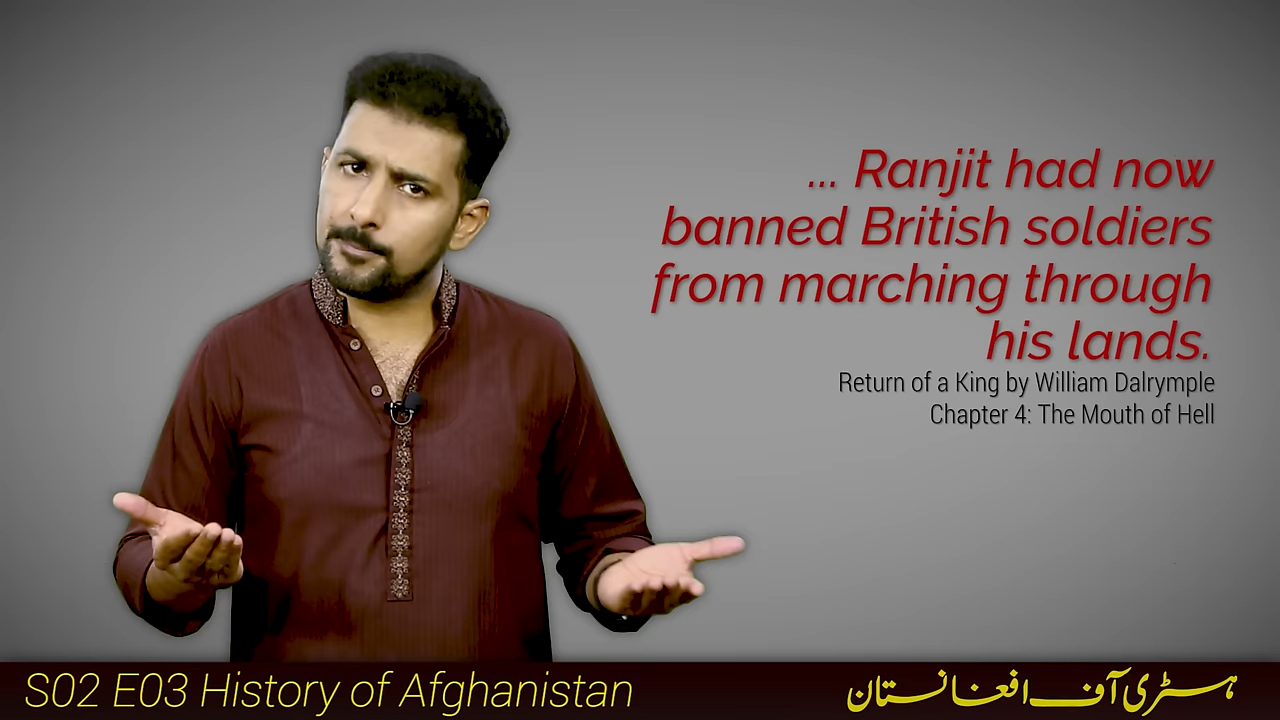 ... Ranjit had now
banned British soldiers
from marching through
his lands.
Return of a King by William Dalrymple
Chapter 4: The Mouth of Hell
S02 E03 History of Afghanistan
ہسٹری آف افغانستان